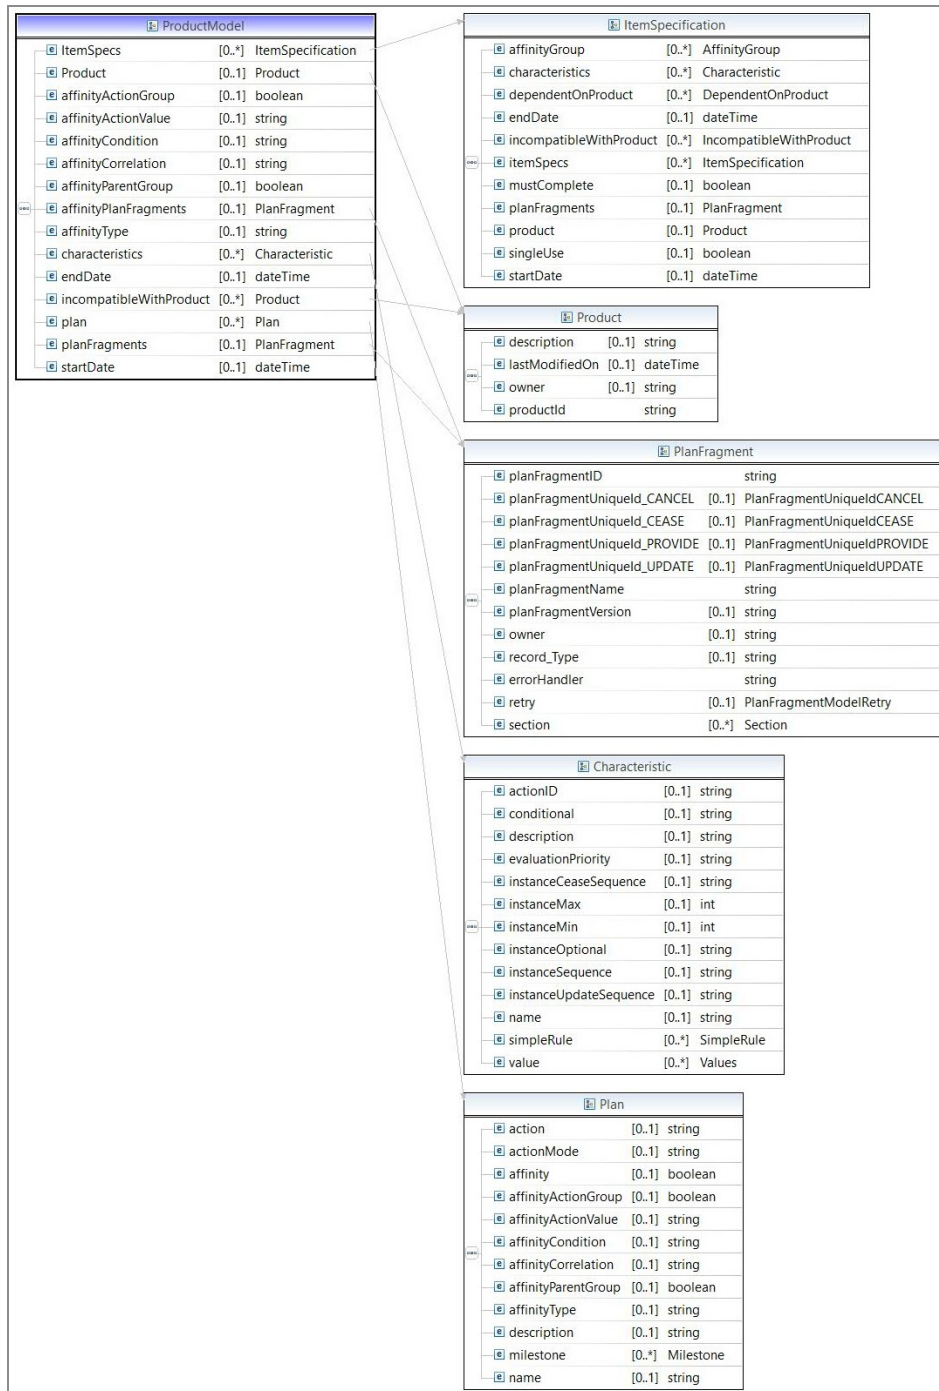 ProductModel
ItemSpecs [0..*] ItemSpecification
Product [0..1] Product
affinityActionGroup [0..1] boolean
affinityActionValue [0..1] string
affinityCondition [0..1] string
affinityCorrelation [0..1] string
affinityParentGroup [0..1] boolean
affinityPlanFragments [0..1] PlanFragment
affinityType [0..1] string
characteristics [0..*] Characteristic
endDate [0..1] dateTime
incompatibleWithProduct [0..*] Product
plan [0..*] Plan
planFragments [0..1] PlanFragment
startDate [0..1] dateTime
ItemSpecification
affinityGroup [0..*] AffinityGroup
characteristics [0..*] Characteristic
dependentOnProduct [0..*] DependentOnProduct
endDate [0..1] dateTime
incompatibleWithProduct [0..*] IncompatibleWithProduct
itemSpecs [0..*] ItemSpecification
mustComplete [0..1] boolean
planFragments [0..1] PlanFragment
product [0..1] Product
singleUse [0..1] boolean
startDate [0..1] dateTime
Product
description [0..1] string
lastModifiedOn [0..1] dateTime
owner [0..1] string
productId string
PlanFragment
planFragmentID string
planFragmentUniqueId_CANCEL [0..1] PlanFragmentUniqueIdCANCEL
planFragmentUniqueId_CEASE [0..1] PlanFragmentUniqueIdCEASE
planFragmentUniqueId_PROVIDE [0..1] PlanFragmentUniqueIdPROVIDE
planFragmentUniqueId_UPDATE [0..1] PlanFragmentUniqueIdUPDATE
planFragmentName string
planFragmentVersion [0..1] string
owner [0..1] string
record_Type [0..1] string
errorHandler string
retry [0..1] PlanFragmentModelRetry
section [0..*] Section
Characteristic
actionID [0..1] string
conditional [0..1] string
description [0..1] string
evaluationPriority [0..1] string
instanceCeaseSequence [0..1] string
instanceMax [0..1] int
instanceMin [0..1] int
instanceOptional [0..1] string
instanceSequence [0..1] string
instanceUpdateSequence [0..1] string
name [0..1] string
simpleRule [0..*] SimpleRule
value [0..*] Values
Plan
action [0..1] string
actionMode [0..1] string
affinity [0..1] boolean
affinityActionGroup [0..1] boolean
affinityActionValue [0..1] string
affinityCondition [0..1] string
affinityCorrelation [0..1] string
affinityParentGroup [0..1] boolean
affinityType [0..1] string
description [0..1] string
milestone [0..*] Milestone
name [0..1] string